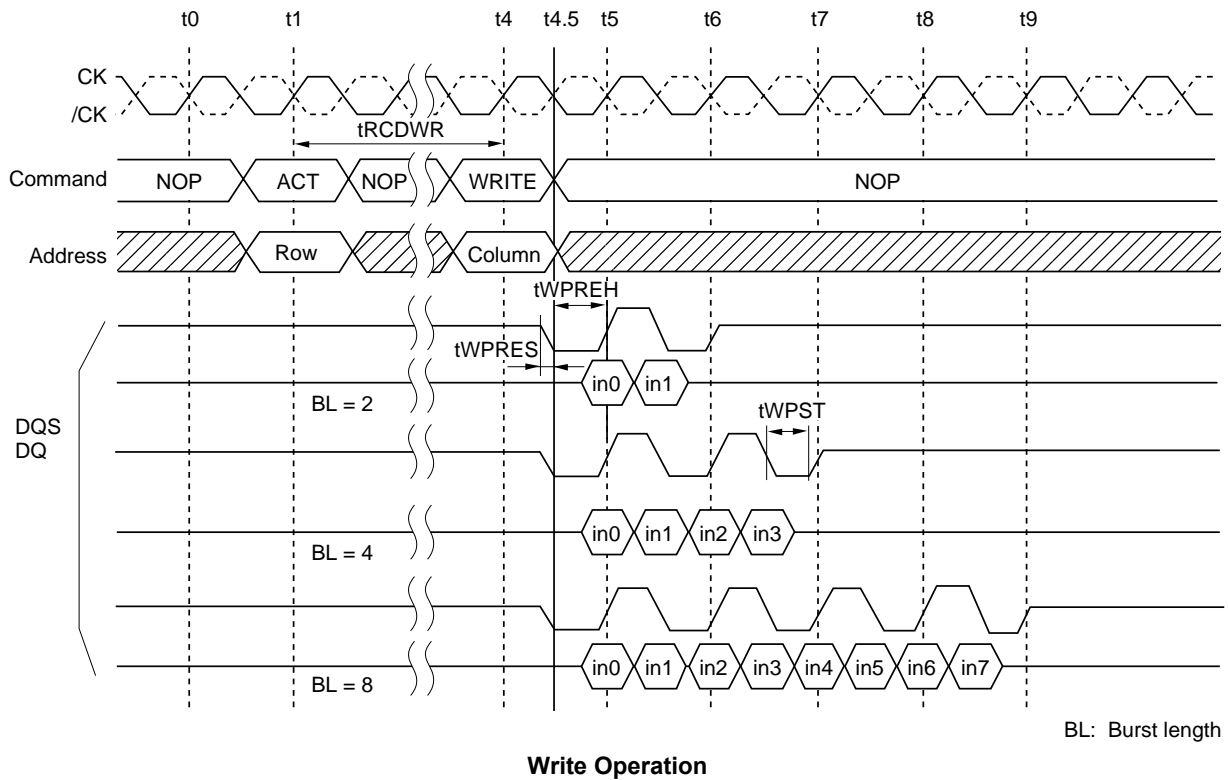 t0 t1 t4 t4.5 t5 t6 t7 t8 t9
CK
/CK
tRCDWR
Command NOP ACT NOP WRITE NOP
Address Row Column
tWPREH
tWPRES
in0 in1
BL = 2
tWPST
DQS
DQ
in0 in1 in2 in3
BL = 4
in0 in1 in2 in3 in4 in5 in6 in7
BL = 8
BL: Burst length
Write Operation